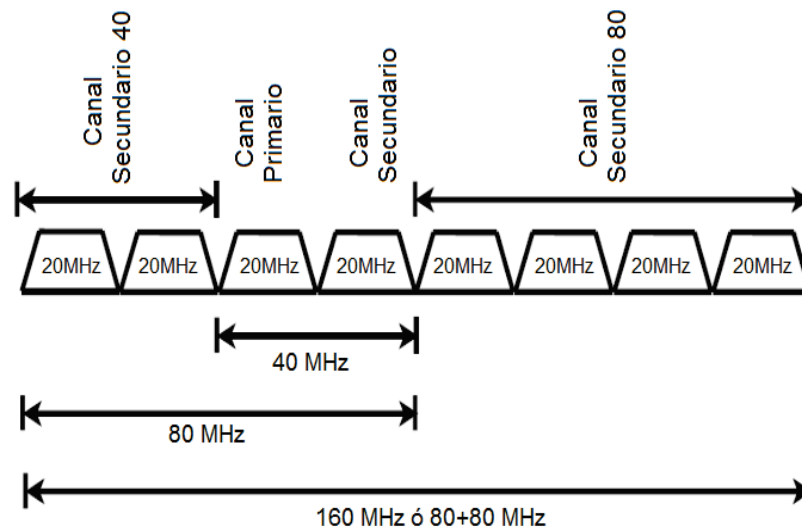 Canal
Secundario 40
Canal
Primario
Canal
Secundario
Canal
Secundario 80
20MHz 20MHz 20MHz 20MHz 20MHz 20MHz 20MHz 20MHz
40 MHz
80 MHz
160 MHz ó 80+80 MHz